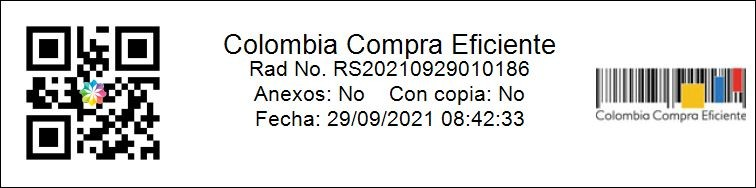 Colombia Compra Eficiente
Rad No. RS20210929010186
Anexos: No    Con copia: No
Fecha: 29/09/2021 08:42:33
Colombia Compra Eficiente